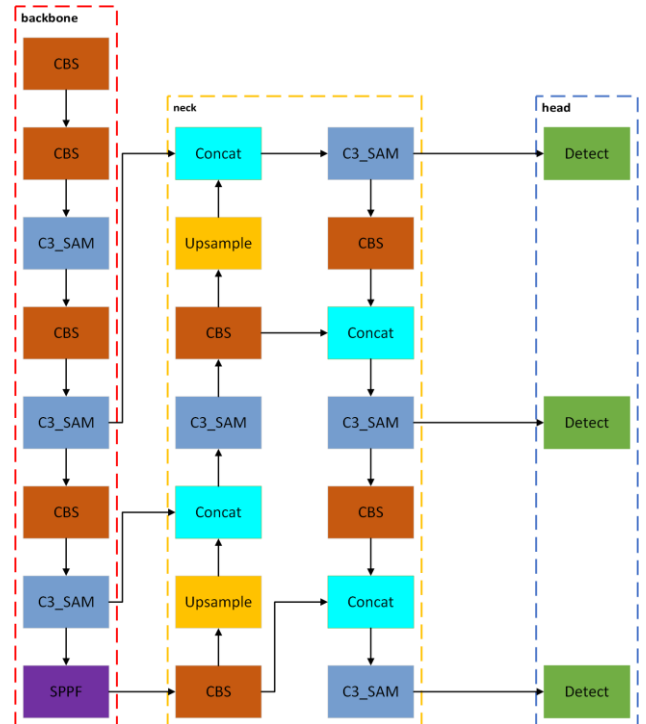 backbone
CBS
CBS
C3_SAM
CBS
C3_SAM
CBS
C3_SAM
SPPF
neck
Concat
Upsample
CBS
C3_SAM
Concat
Upsample
CBS
C3_SAM
CBS
Concat
C3_SAM
CBS
Concat
C3_SAM
head
Detect
Detect
Detect